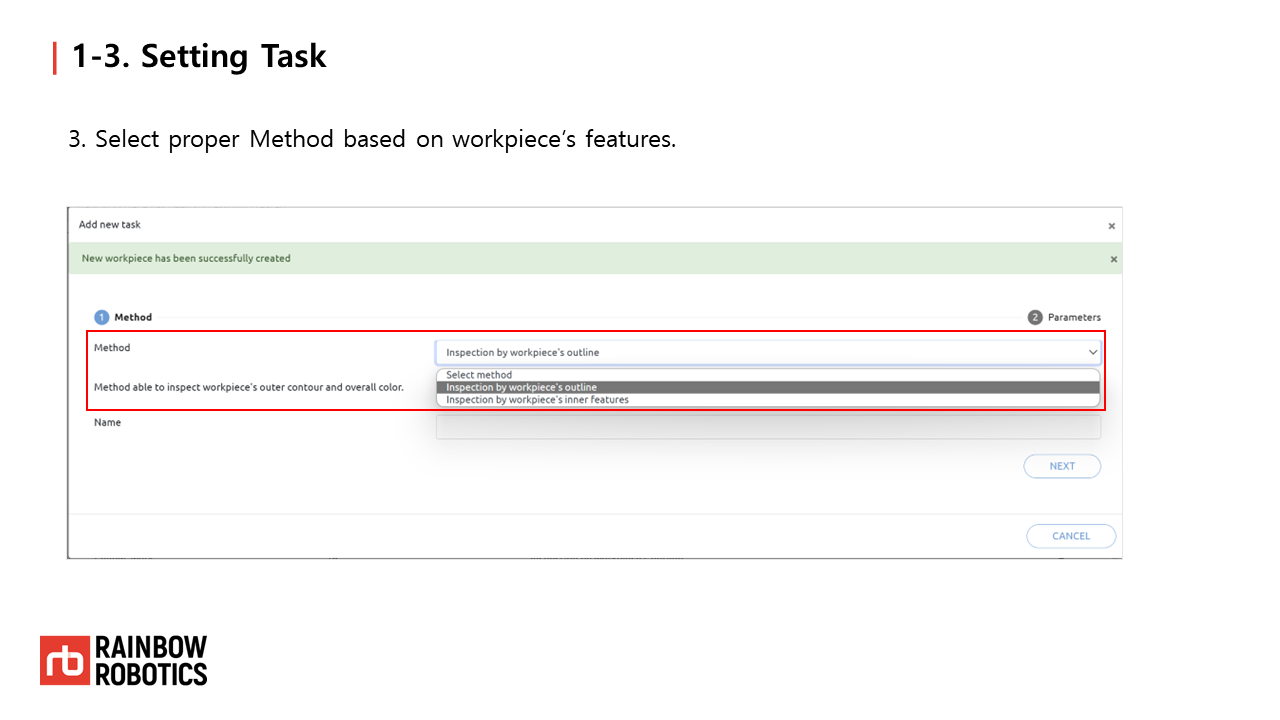 1-3. Setting Task
3. Select proper Method based on workpiece’s features.
Add new task
×
New workpiece has been successfully created
×
1 Method
2 Parameters
Method
Inspection by workpiece's outline
Select method
Method able to inspect workpiece's outer contour and overall color.
Inspection by workpiece's outline
Inspection by workpiece's inner features
Name
NEXT
CANCEL
rb
RAINBOW
ROBOTICS